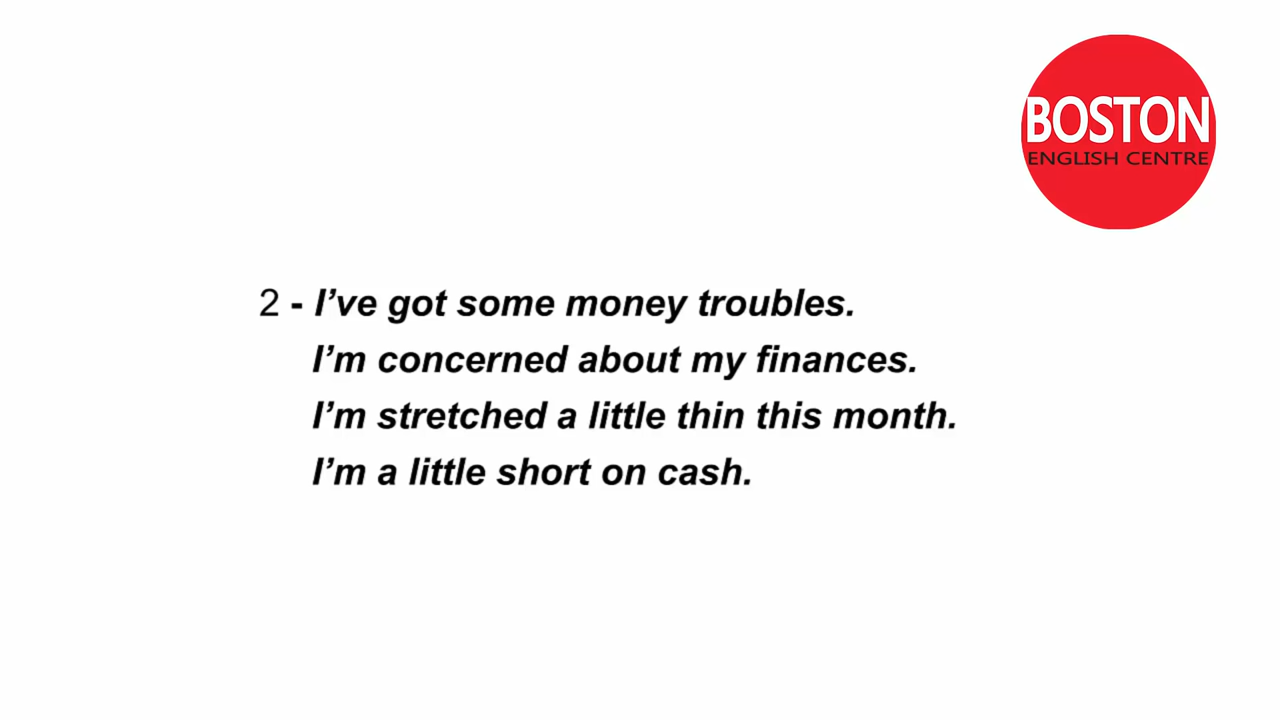 BOSTON
ENGLISH CENTRE
2 - I’ve got some money troubles.
I’m concerned about my finances.
I’m stretched a little thin this month.
I’m a little short on cash.